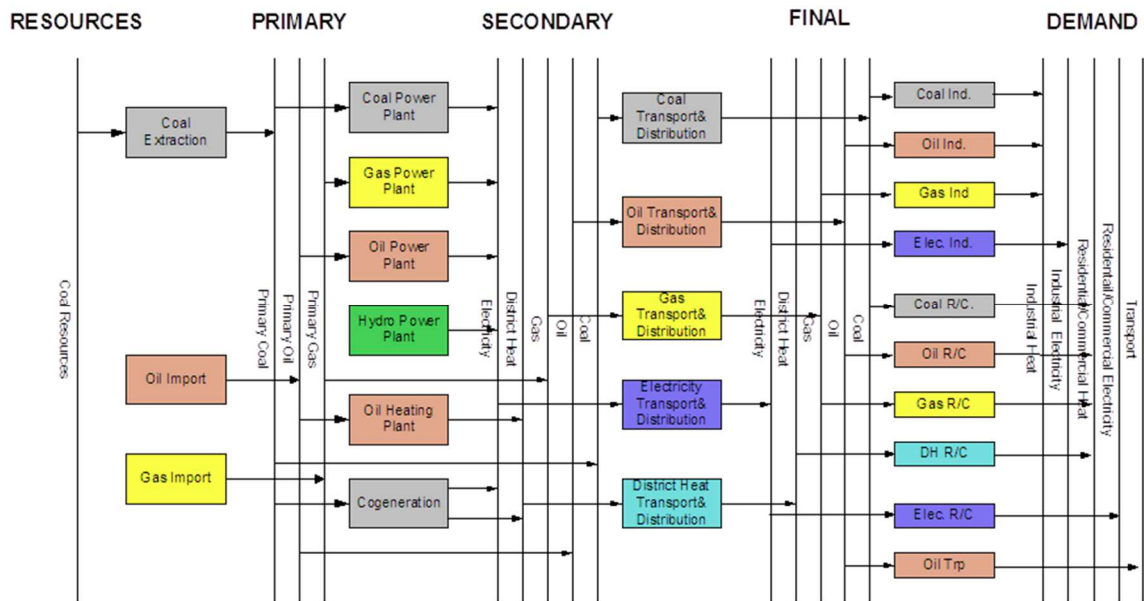 RESOURCES
PRIMARY
SECONDARY
FINAL
DEMAND
Coal Resources
Coal
Extraction
Oil Import
Gas Import
Primary Coal
Primary Oil
Primary Gas
Coal Power
Plant
Gas Power
Plant
Oil Power
Plant
Hydro Power
Plant
Oil Heating
Plant
Cogeneration
Electricity
District Heat
Gas
Oil
Coal
Coal
Transport&
Distribution
Oil Transport&
Distribution
Gas
Transport&
Distribution
Electricity
Transport&
Distribution
District Heat
Transport&
Distribution
Electricity
District Heat
Gas
Oil
Coal
Coal Ind.
Oil Ind.
Gas Ind
Elec. Ind.
Coal R/C.
Oil R/C
Gas R/C
DH R/C
Elec. R/C
Oil Trp
Industrial Heat
Industrial Electricity
Residential/Commercial Heat
Residentail/Commercial Electricity
Transport